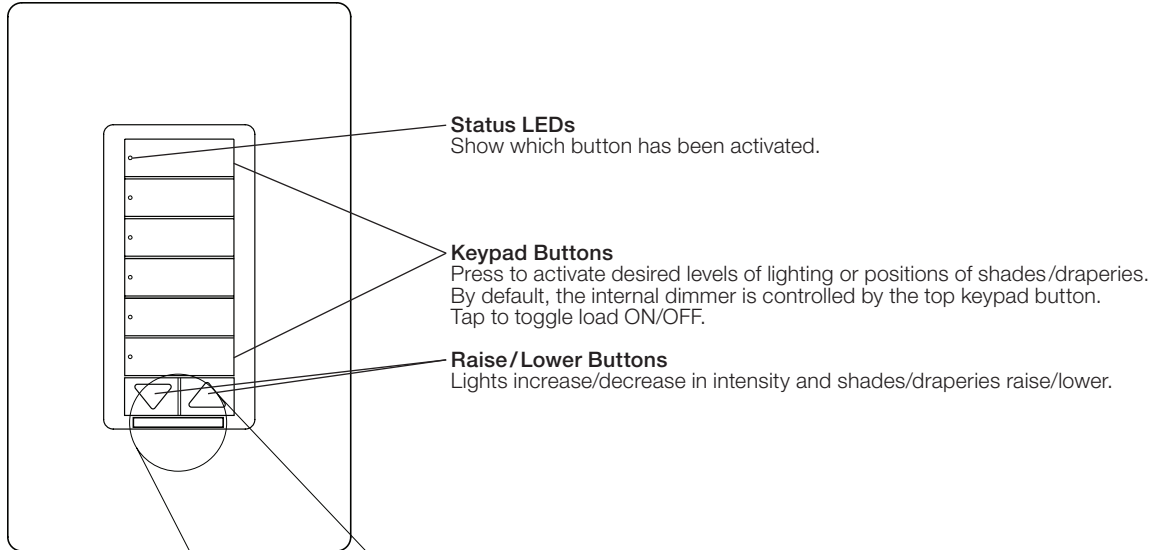 Status LEDs
Show which button has been activated.
Keypad Buttons
Press to activate desired levels of lighting or positions of shades/draperies.
By default, the internal dimmer is controlled by the top keypad button.
Tap to toggle load ON/OFF.
Raise/Lower Buttons
Lights increase/decrease in intensity and shades/draperies raise/lower.